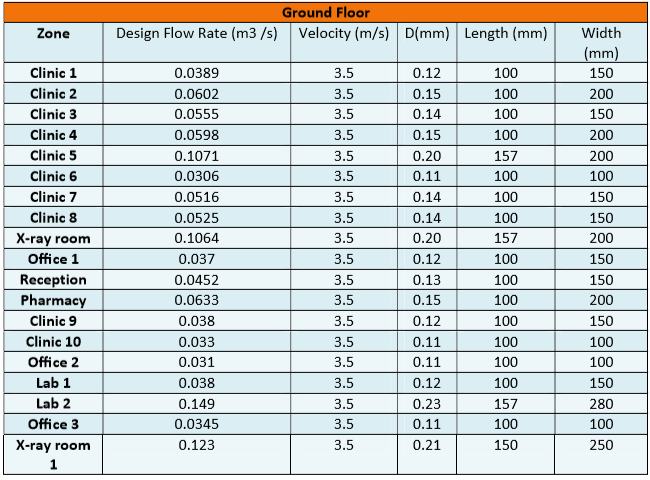 Ground Floor
Zone Design Flow Rate (m3 /s) Velocity (m/s) D(mm) Length (mm) Width
(mm)
Clinic 1 0.0389 3.5 0.12 100 150
Clinic 2 0.0602 3.5 0.15 100 200
Clinic 3 0.0555 3.5 0.14 100 150
Clinic 4 0.0598 3.5 0.15 100 200
Clinic 5 0.1071 3.5 0.20 157 200
Clinic 6 0.0306 3.5 0.11 100 100
Clinic 7 0.0516 3.5 0.14 100 150
Clinic 8 0.0525 3.5 0.14 100 150
X-ray room 0.1064 3.5 0.20 157 200
Office 1 0.037 3.5 0.12 100 150
Reception 0.0452 3.5 0.13 100 150
Pharmacy 0.0633 3.5 0.15 100 200
Clinic 9 0.038 3.5 0.12 100 150
Clinic 10 0.033 3.5 0.11 100 100
Office 2 0.031 3.5 0.11 100 100
Lab 1 0.038 3.5 0.12 100 150
Lab 2 0.149 3.5 0.23 157 280
Office 3 0.0345 3.5 0.11 100 100
X-ray room 0.123 3.5 0.21 150 250
1